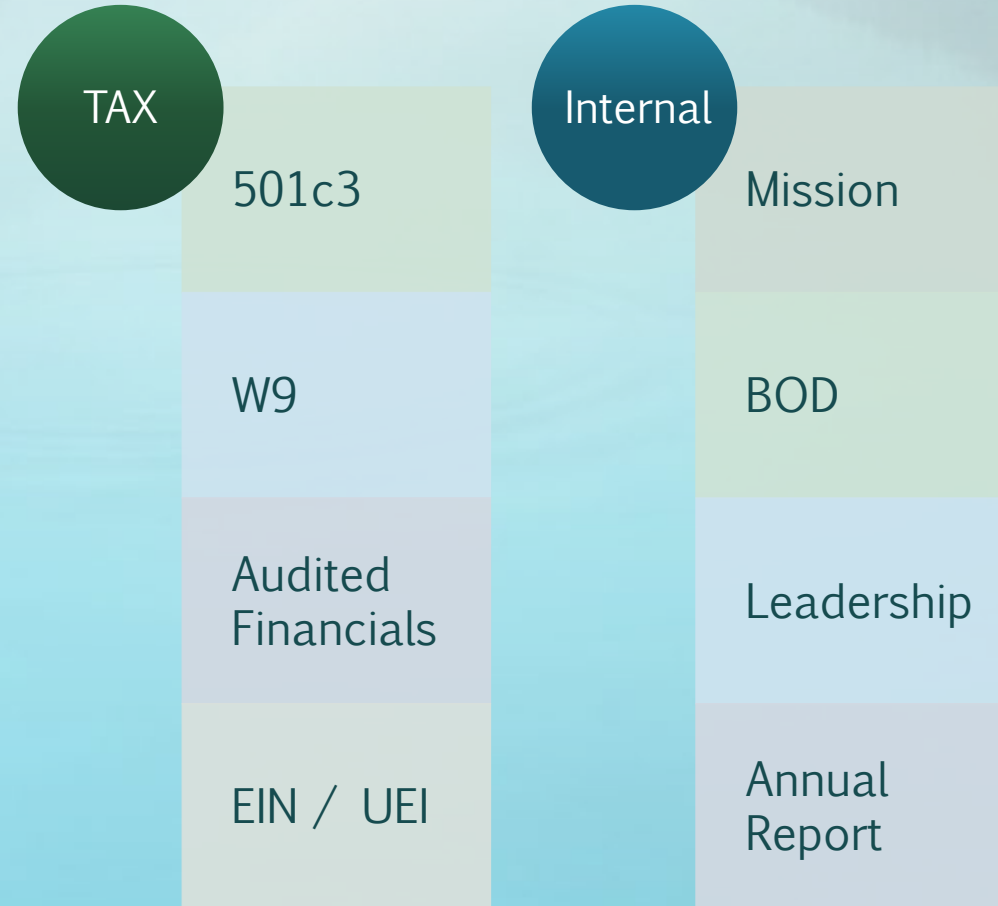 TAX
501c3
W9
Audited
Financials
EIN / UEI
Internal
Mission
BOD
Leadership
Annual
Report